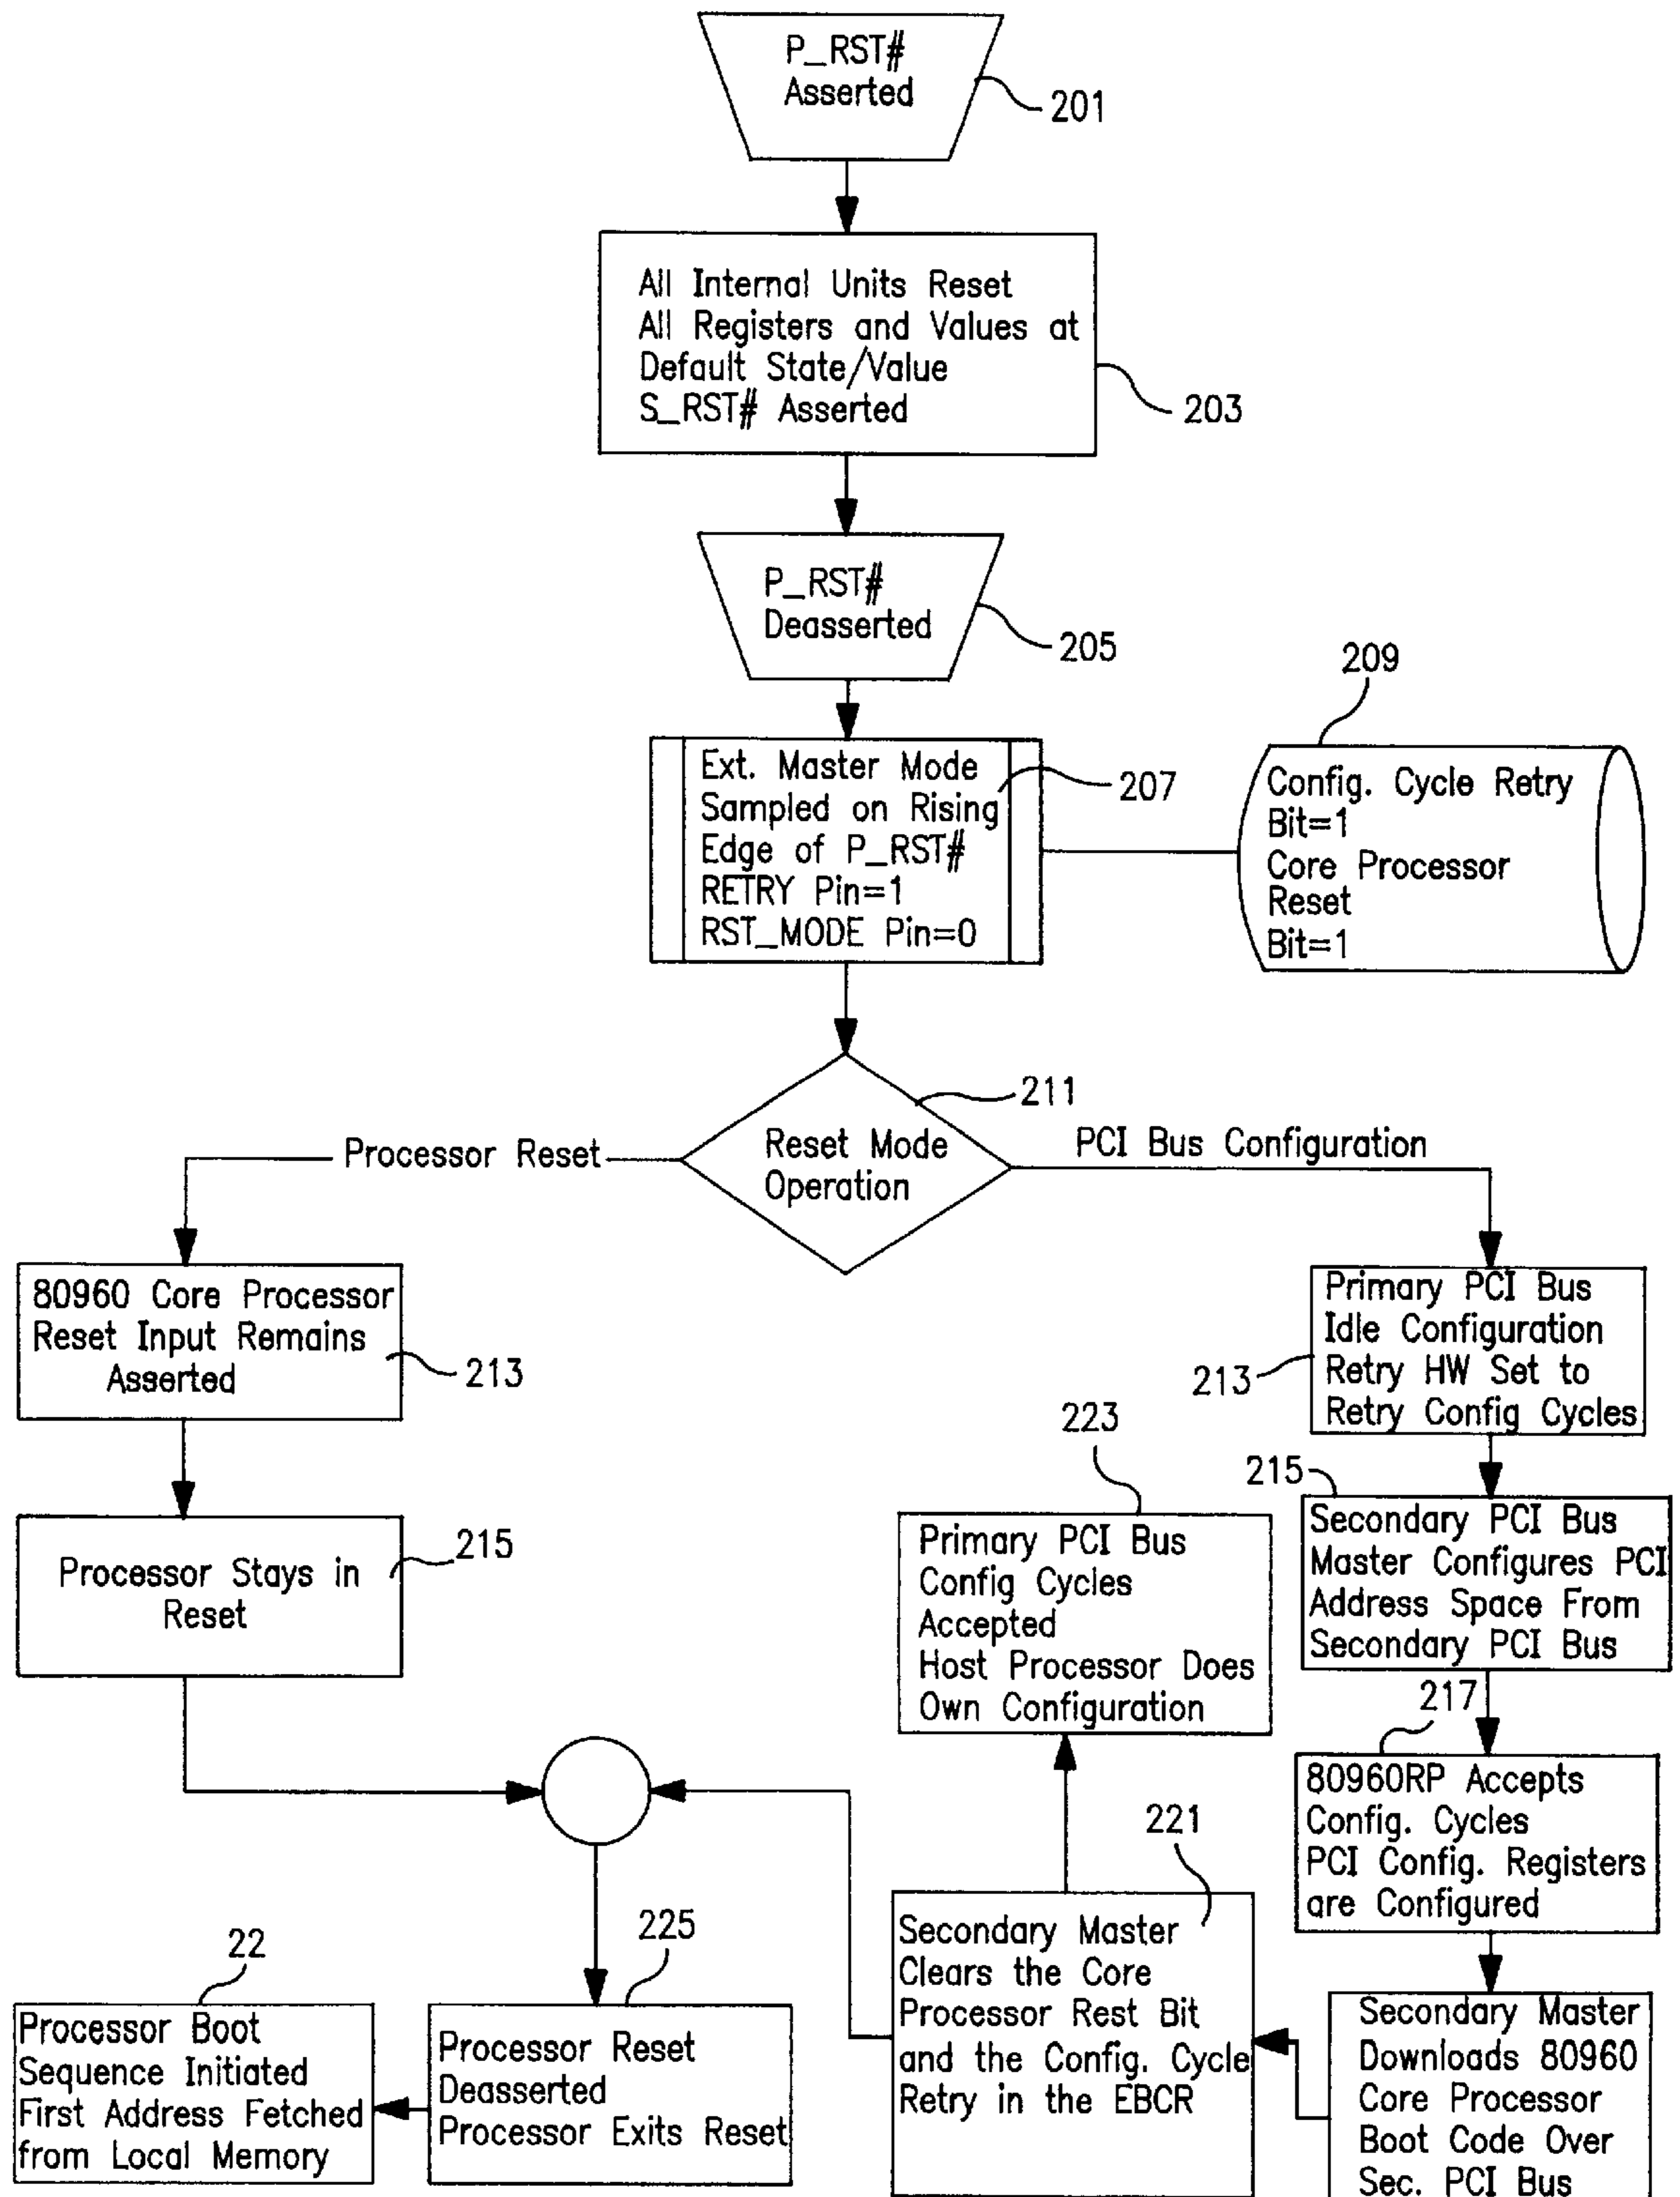 P_RST#
Asserted
201
All Internal Units Reset
All Registers and Values at
Default State/Value
S_RST# Asserted
203
P_RST#
Deasserted
205
Ext. Master Mode
Sampled on Rising
Edge of P_RST#
RETRY Pin=1
RST_MODE Pin=0
207
209
Config. Cycle Retry
Bit=1
Core Processor
Reset
Bit=1
211
Reset Mode
Operation
Processor Reset
PCI Bus Configuration
80960 Core Processor
Reset Input Remains
Asserted
213
Primary PCI Bus
Idle Configuration
Retry HW Set to
Retry Config Cycles
213
Processor Stays in
Reset
215
215
Secondary PCI Bus
Master Configures PCI
Address Space From
Secondary PCI Bus
223
Primary PCI Bus
Config Cycles
Accepted
Host Processor Does
Own Configuration
217
80960RP Accepts
Config. Cycles
PCI Config. Registers
are Configured
221
Secondary Master
Clears the Core
Processor Rest Bit
and the Config. Cycle
Retry in the EBCR
Secondary Master
Downloads 80960
Core Processor
Boot Code Over
Sec. PCI Bus
225
Processor Reset
Deasserted
Processor Exits Reset
22
Processor Boot
Sequence Initiated
First Address Fetched
from Local Memory